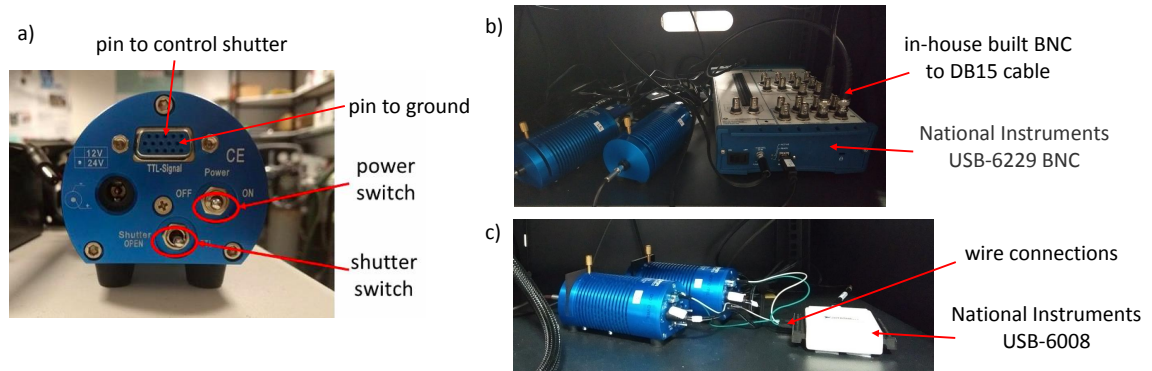 a)
pin to control shutter
pin to ground
power
switch
shutter
switch
12V
24V
TTL-Signal
CE
Power
OFF
ON
Shutter
OPEN
b)
in-house built BNC
to DB15 cable
National Instruments
USB-6229 BNC
c)
wire connections
National Instruments
USB-6008